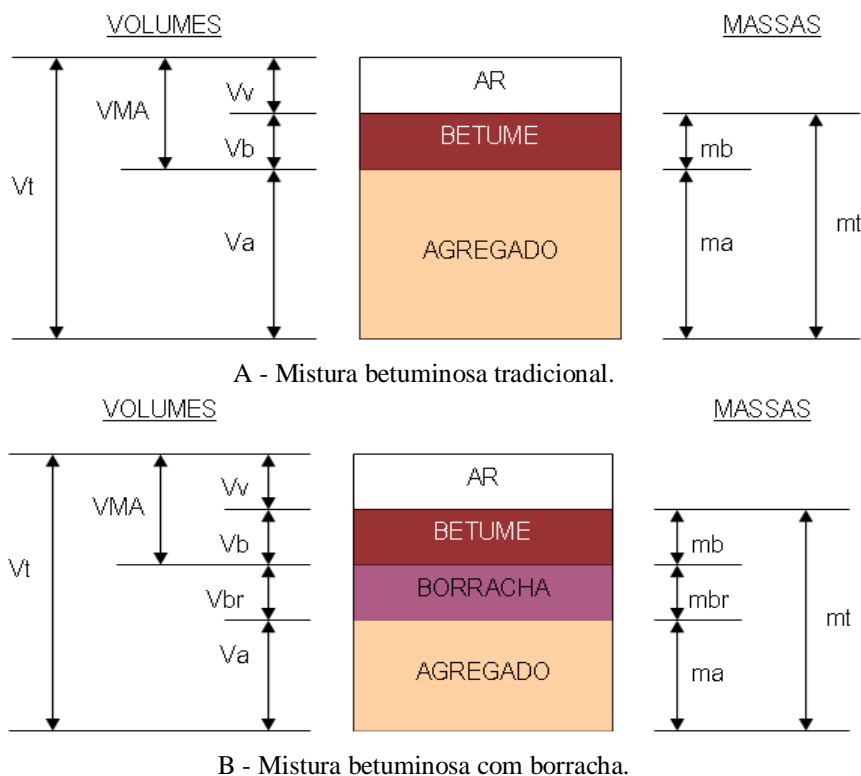 VOLUMES
MASSAS
Vv
AR
VMA
Vb
BETUME
mb
Vt
Va
AGREGADO
ma
mt
A - Mistura betuminosa tradicional.
VOLUMES
MASSAS
Vv
AR
VMA
Vb
BETUME
mb
Vt
Vbr
BORRACHA
mbr
mt
Va
AGREGADO
ma
B - Mistura betuminosa com borracha.